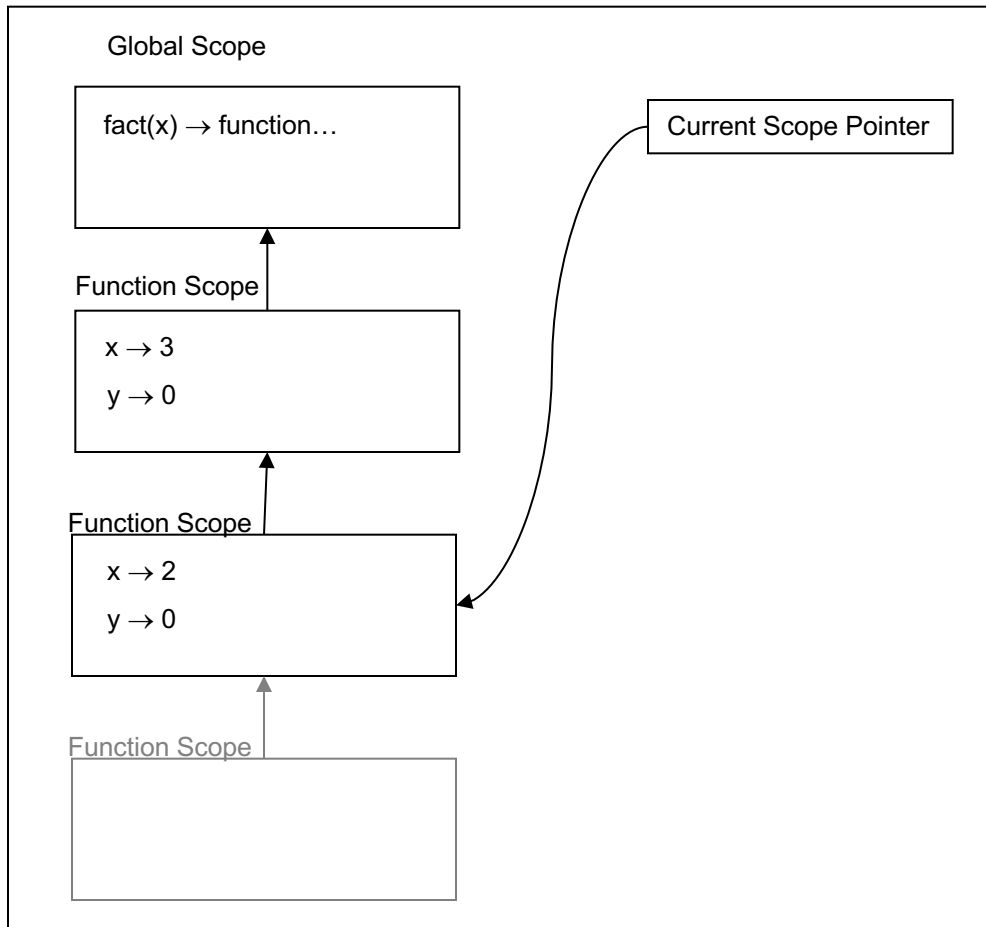 Global Scope
fact(x) → function…
Current Scope Pointer
Function Scope
x → 3
y → 0
Function Scope
x → 2
y → 0
Function Scope